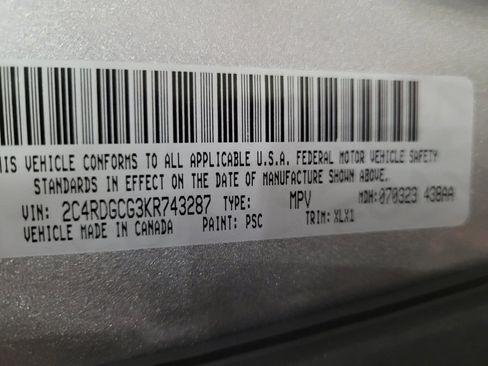 THIS VEHICLE CONFORMS TO ALL APPLICABLE U.S.A. FEDERAL MOTOR VEHICLE SAFETY
STANDARDS IN EFFECT ON THE DATE OF MANUFACTURE SHOWN ABOVE.
VIN: 2C4RDGCG3KR743287 TYPE: MPV MDH: 070323 438AA
VEHICLE MADE IN CANADA PAINT: PSC TRIM: XLX1